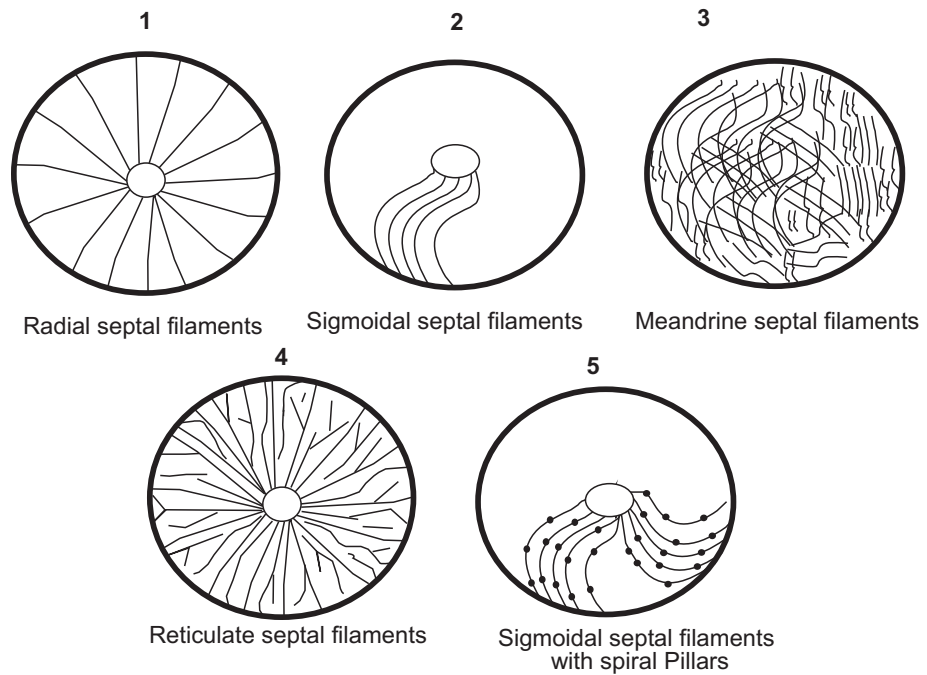 1
2
3
Radial septal filaments
Sigmoidal septal filaments
Meandrine septal filaments
4
5
Reticulate septal filaments
Sigmoidal septal filaments
with spiral Pillars